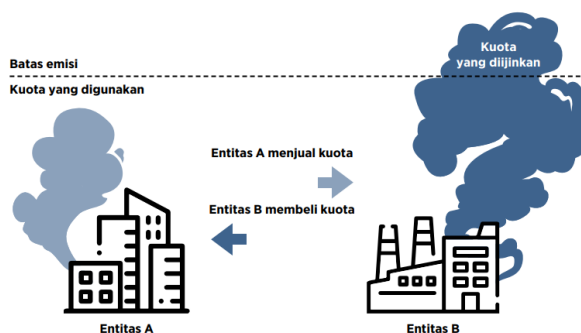 Kuota
yang diijinkan
Batas emisi
Kuota yang digunakan
Entitas A menjual kuota
Entitas B membeli kuota
Entitas A
Entitas B